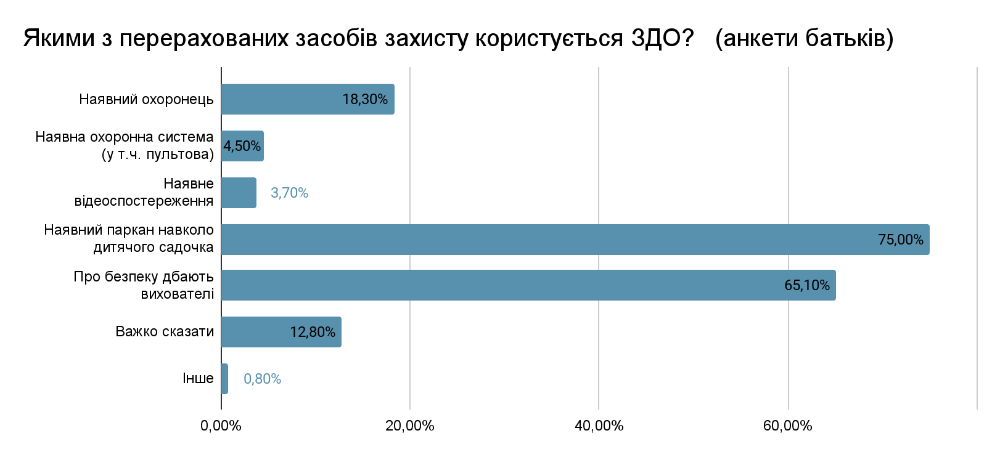 Якими з перерахованих засобів захисту користується ЗДО?   (анкети батьків)
Наявний охоронець
18,30%
Наявна охоронна система
(у т.ч. пультова)
4,50%
Наявне
відеоспостереження
3,70%
Наявний паркан навколо
дитячого садочка
75,00%
Про безпеку дбають
вихователі
65,10%
Важко сказати
12,80%
Інше
0,80%
0,00%
20,00%
40,00%
60,00%